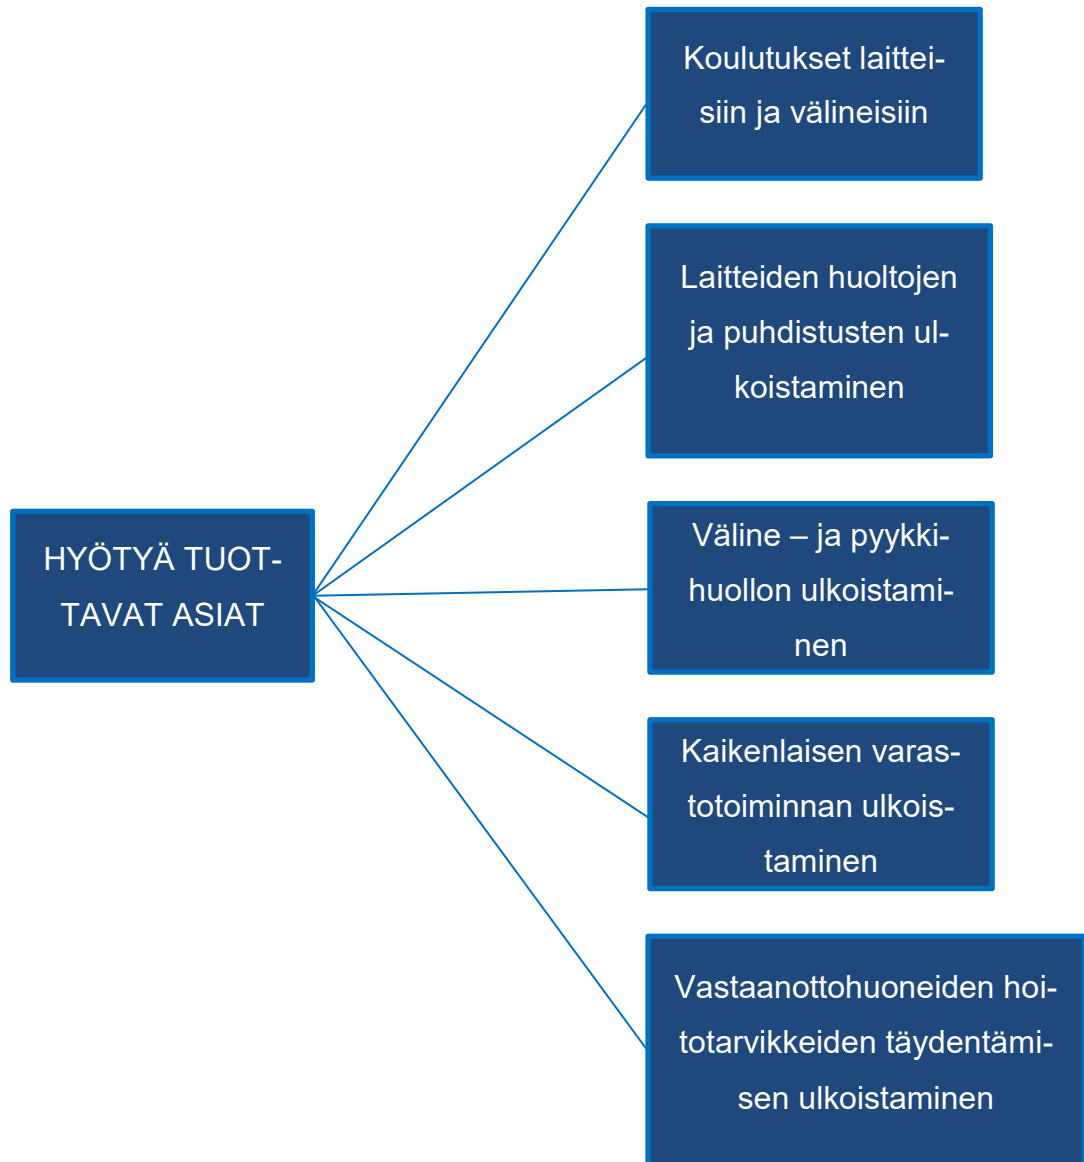 Koulutukset laittei-
siin ja välineisiin
Laitteiden huoltojen
ja puhdistusten ul-
koistaminen
HYÖTYÄ TUOT-
TAVAT ASIAT
Väline – ja pyykki-
huollon ulkoistami-
nen
Kaikenlaisen varas-
totoiminnan ulkois-
taminen
Vastaanottohuoneiden hoi-
totarvikkeiden täydentämi-
sen ulkoistaminen